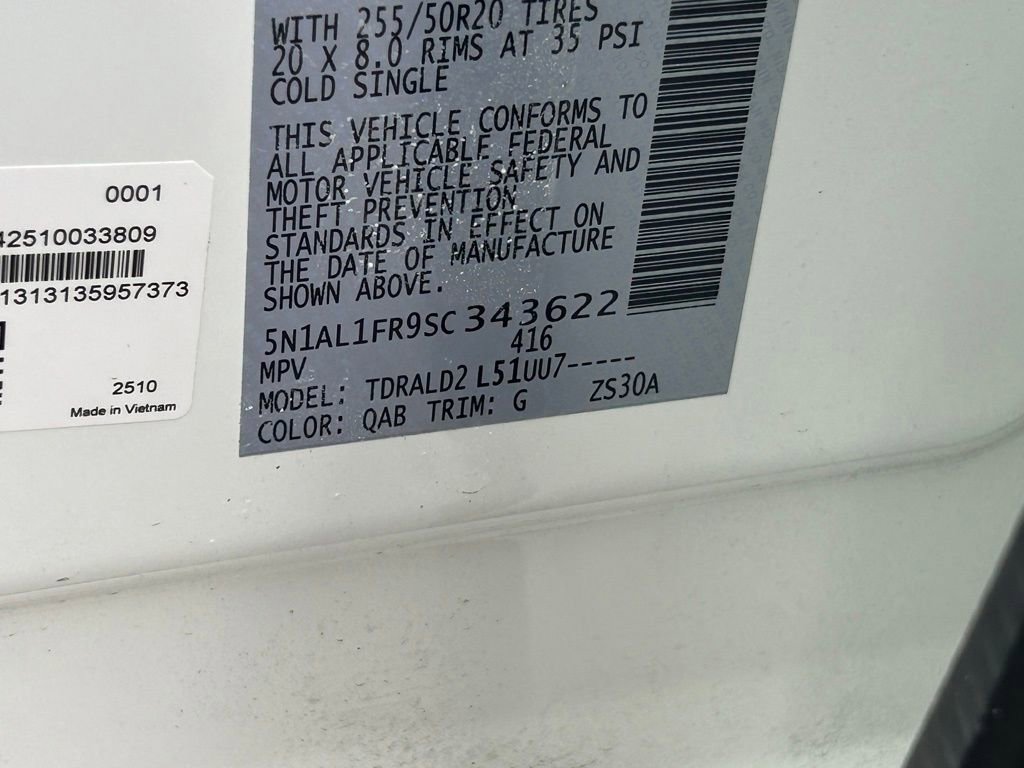 WITH 255/50R20 TIRES
20 X 8.0 RIMS AT 35 PSI
COLD SINGLE
THIS VEHICLE CONFORMS TO
ALL APPLICABLE FEDERAL
MOTOR VEHICLE SAFETY AND
THEFT PREVENTION
STANDARDS IN EFFECT ON
THE DATE OF MANUFACTURE
SHOWN ABOVE.
5N1AL1FR9SC 343622
416
MPV
MODEL: TDRALD2 L51UU7-----
COLOR: QAB TRIM: G ZS30A
0001
42510033809
1313135957373
2510
Made in Vietnam